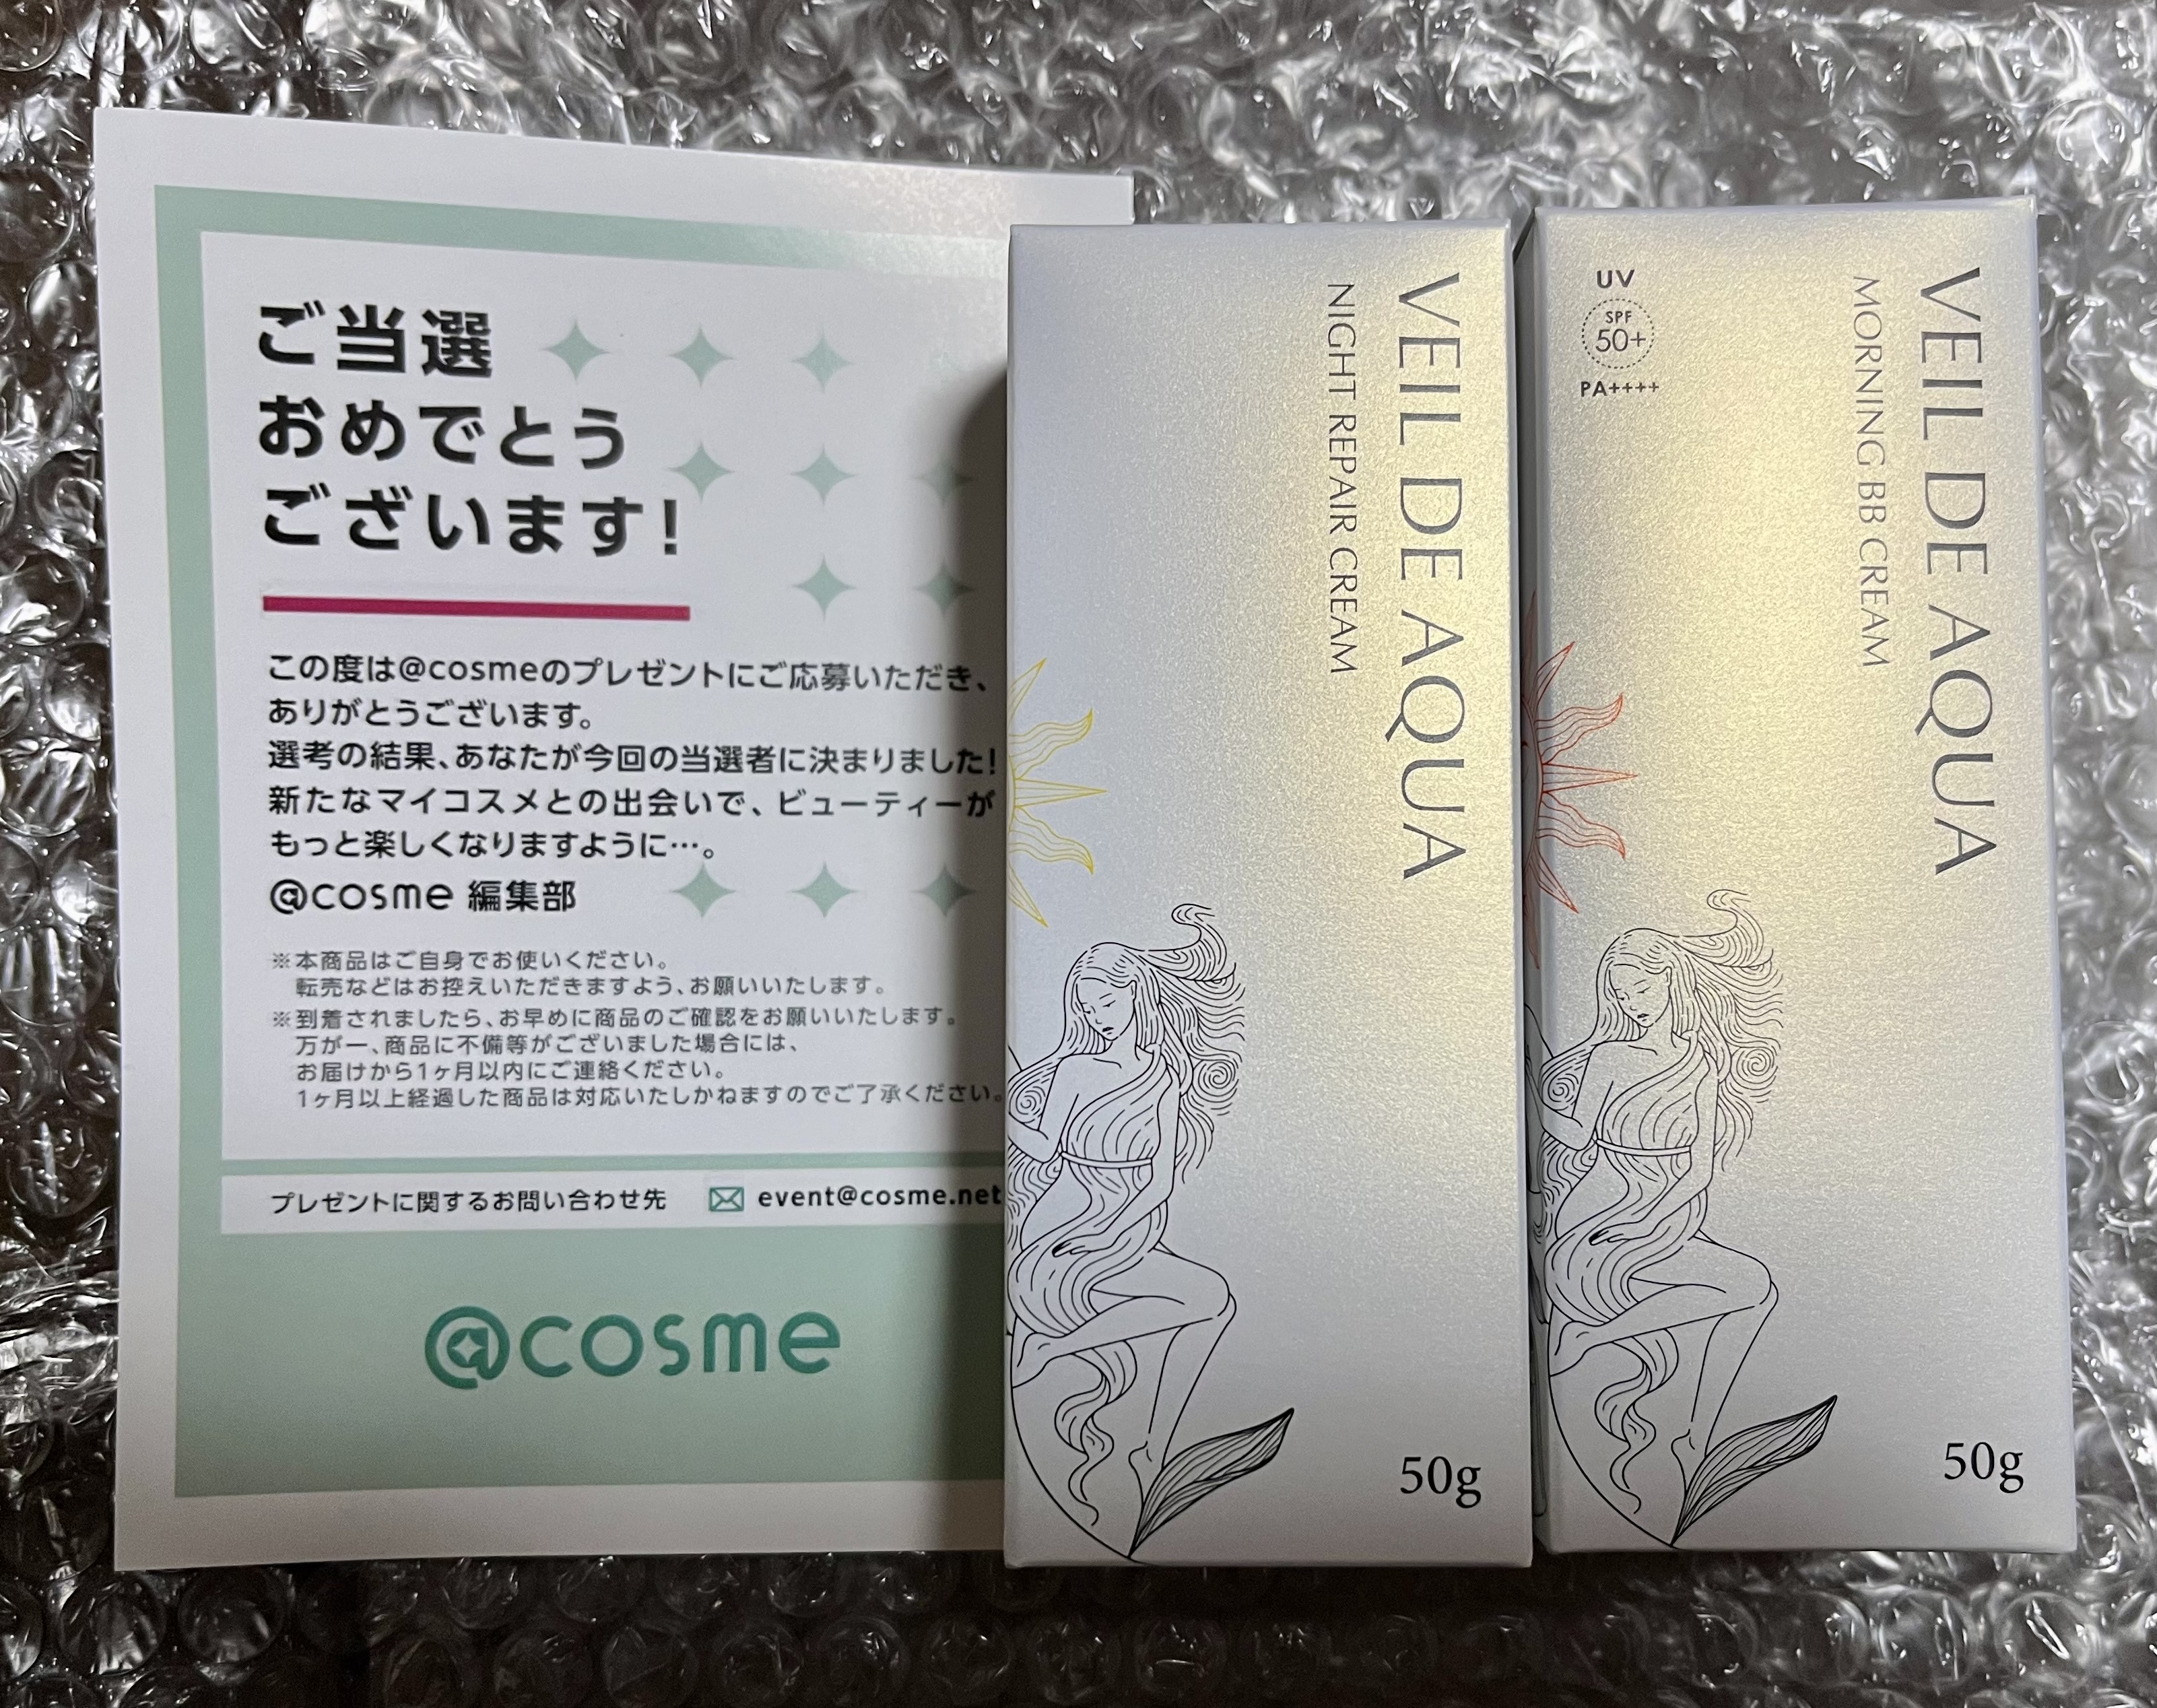 ご当選
おめでとう
ございます!
この度は@cosmeのプレゼントにご応募いただき、
ありがとうございます。
選考の結果、あなたが今回の当選者に決まりました!
新たなマイコスメとの出会いで、ビューティーが
もっと楽しくなりますように…。
@cosme 編集部
※本商品はご自身でお使いください。
転売などはお控えいただきますよう、お願いいたします。
※到着されましたら、お早めに商品のご確認をお願いいたします。
万が一、商品に不備等がございました場合には、
お届けから1ヶ月以内にご連絡ください。
1ヶ月以上経過した商品は対応いたしかねますのでご了承ください。
プレゼントに関するお問い合わせ先 event@cosme.net
@cosme
VEIL DE AQUA
NIGHT REPAIR CREAM
50g
VEIL DE AQUA
MORNING BB CREAM
UV
SPF
50+
PA++++
50g